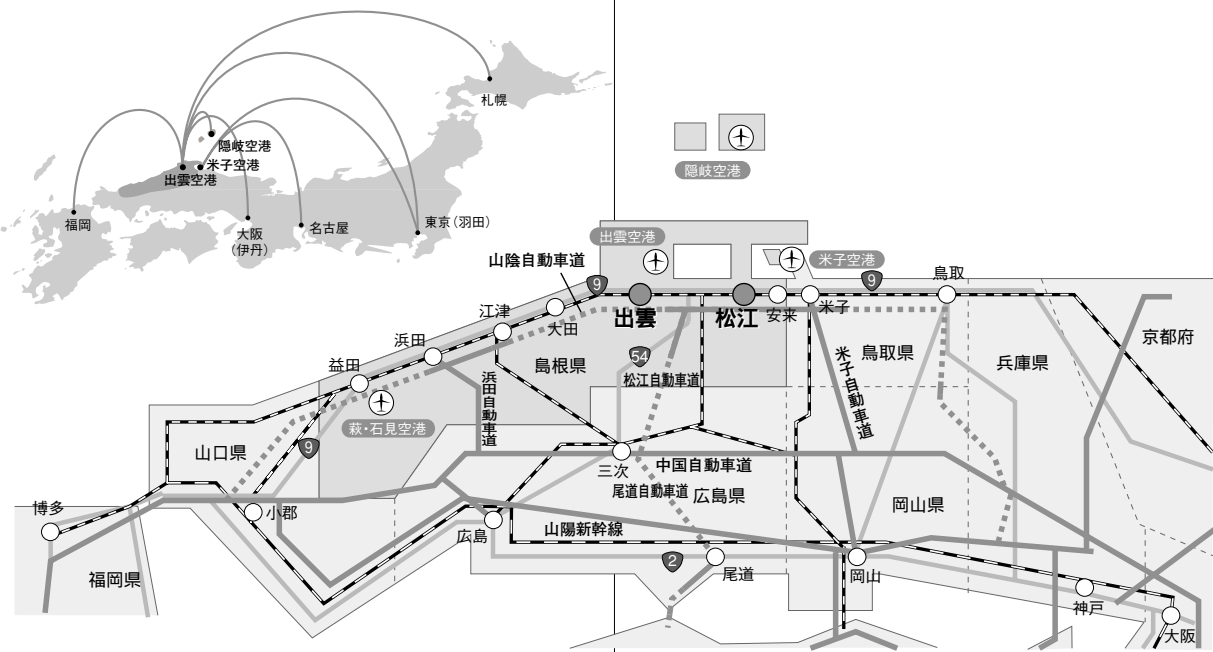 札幌
隠岐空港
米子空港
出雲空港
福岡
大阪
（伊丹）
名古屋
東京（羽田）
隠岐空港
出雲空港
山陰自動車道
9
米子空港
9
鳥取
江津
大田
出雲
松江
安来
米子
浜田
益田
島根県
54
松江自動車道
米子自動車道
鳥取県
兵庫県
京都府
浜田自動車道
萩・石見空港
山口県
9
三次
中国自動車道
尾道自動車道
広島県
岡山県
博多
小郡
広島
山陽新幹線
福岡県
2
尾道
岡山
神戸
大阪